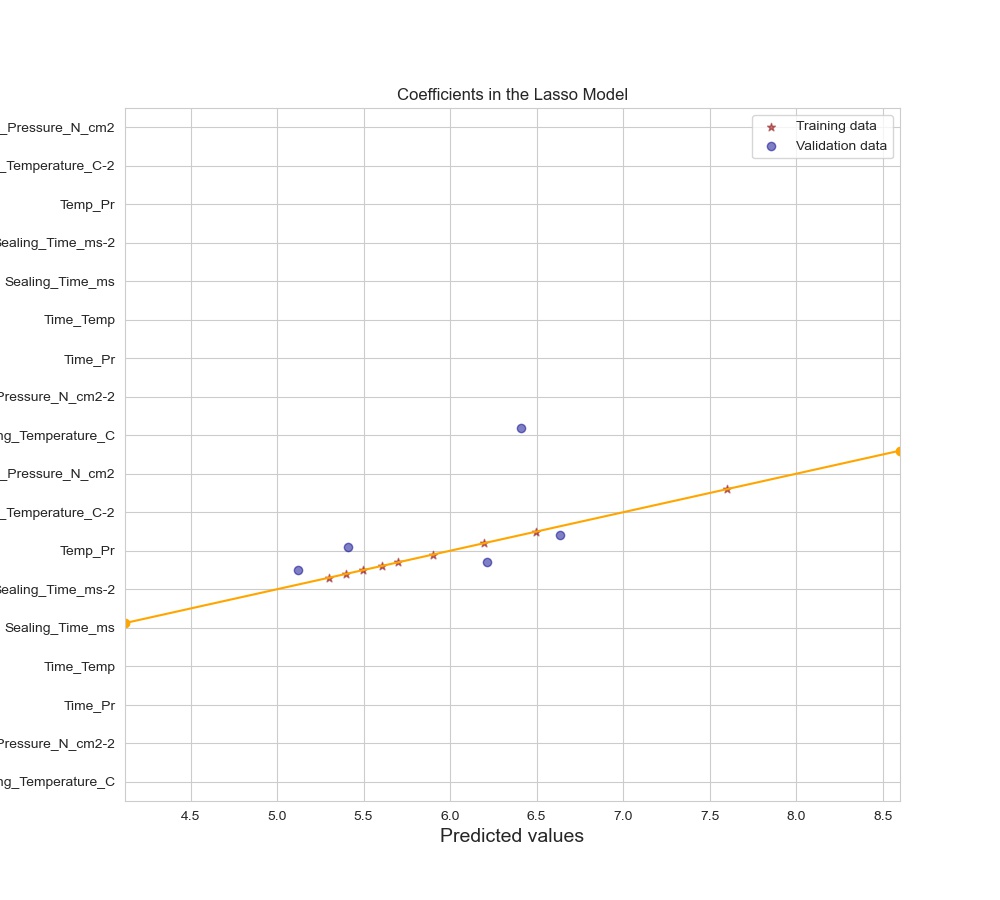 Coefficients in the Lasso Model
Training data
Validation data
_Pressure_N_cm2
_Temperature_C-2
Temp_Pr
Sealing_Time_ms-2
Sealing_Time_ms
Time_Temp
Time_Pr
Pressure_N_cm2-2
ng_Temperature_C
_Pressure_N_cm2
_Temperature_C-2
Temp_Pr
Sealing_Time_ms-2
Sealing_Time_ms
Time_Temp
Time_Pr
Pressure_N_cm2-2
ng_Temperature_C
4.5 5.0 5.5 6.0 6.5 7.0 7.5 8.0 8.5
Predicted values